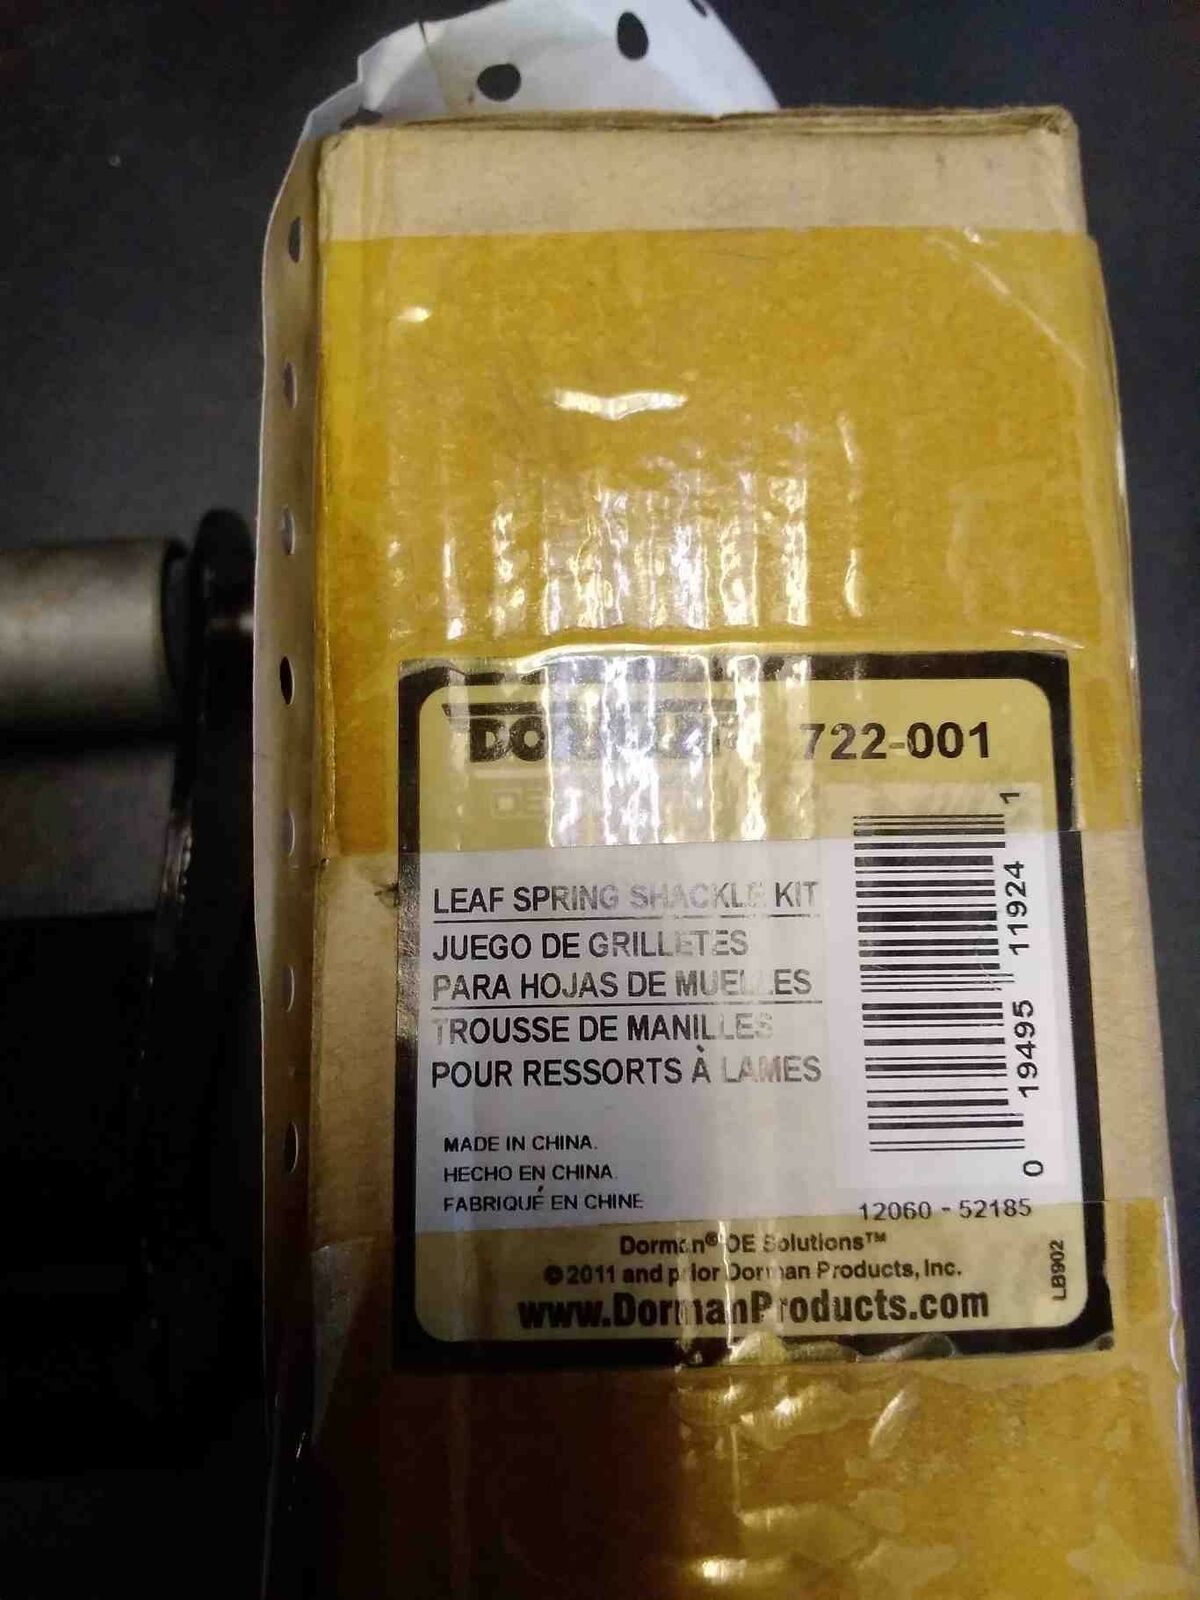 722-001
LEAF SPRING SHACKLE KIT
JUEGO DE GRILLETES
PARA HOJAS DE MUELLES
TROUSSE DE MANILLES
POUR RESSORTS À LAMES
MADE IN CHINA.
HECHO EN CHINA.
FABRIQUÉ EN CHINE
0 19495 11924 1
12060 - 52185
Dorman® OE Solutions™
©2011 and prior Dorman Products, Inc.
www.DormanProducts.com
LB902